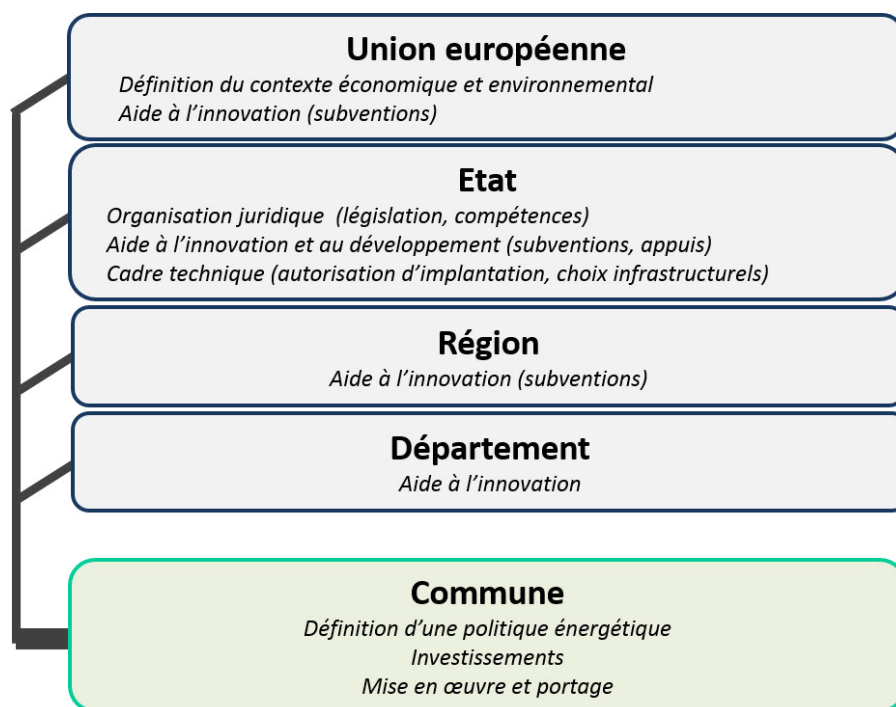 Union européenne
Définition du contexte économique et environnemental
Aide à l’innovation (subventions)
Etat
Organisation juridique  (législation, compétences)
Aide à l’innovation et au développement (subventions, appuis)
Cadre technique (autorisation d’implantation, choix infrastructurels)
Région
Aide à l’innovation (subventions)
Département
Aide à l’innovation
Commune
Définition d’une politique énergétique
Investissements
Mise en œuvre et portage